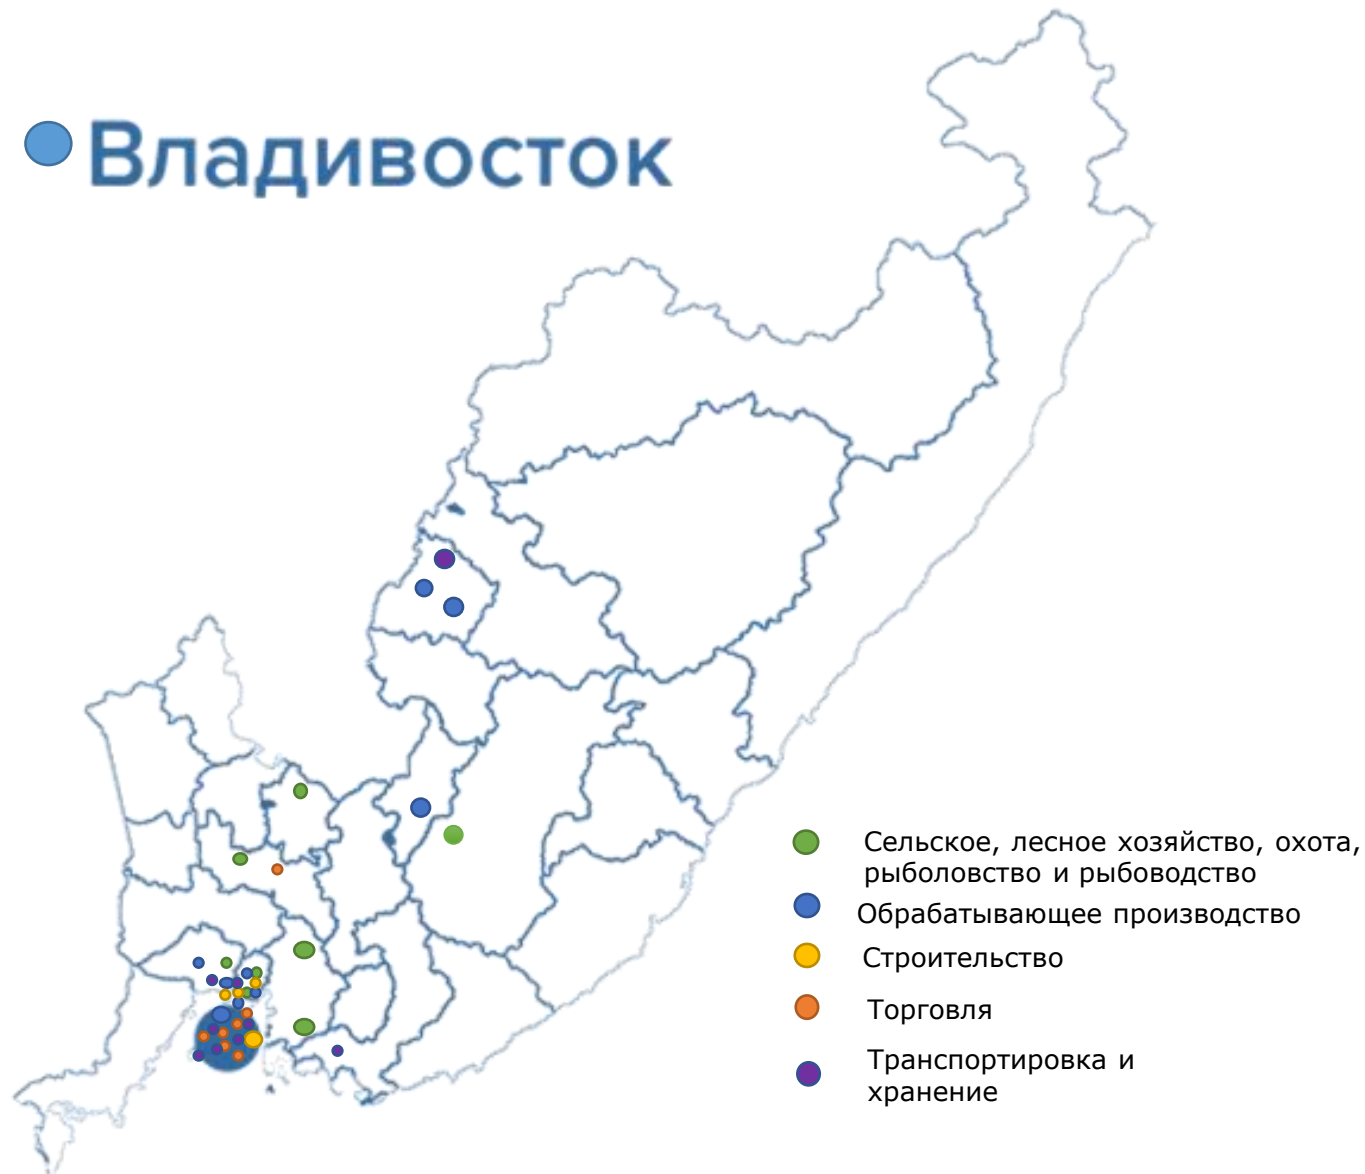 Владивосток
Сельское, лесное хозяйство, охота,
рыболовство и рыбоводство
Обрабатывающее производство
Строительство
Торговля
Транспортировка и
хранение